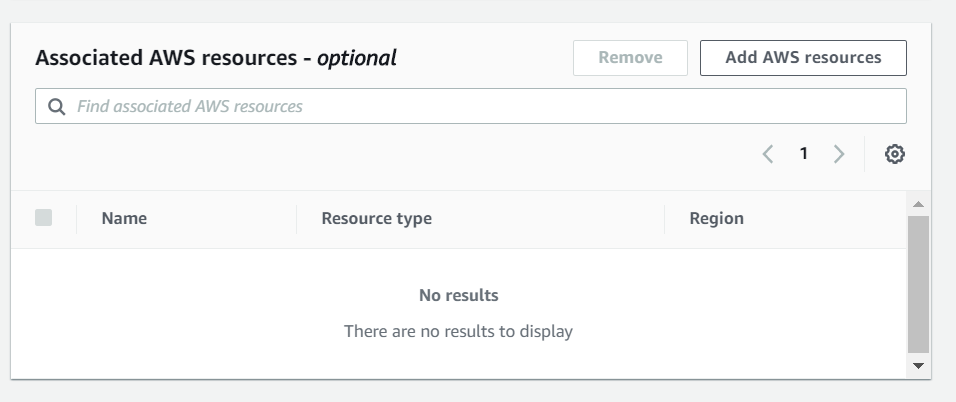 Associated AWS resources - optional
Remove
Add AWS resources
Find associated AWS resources
1
Name
Resource type
Region
No results
There are no results to display